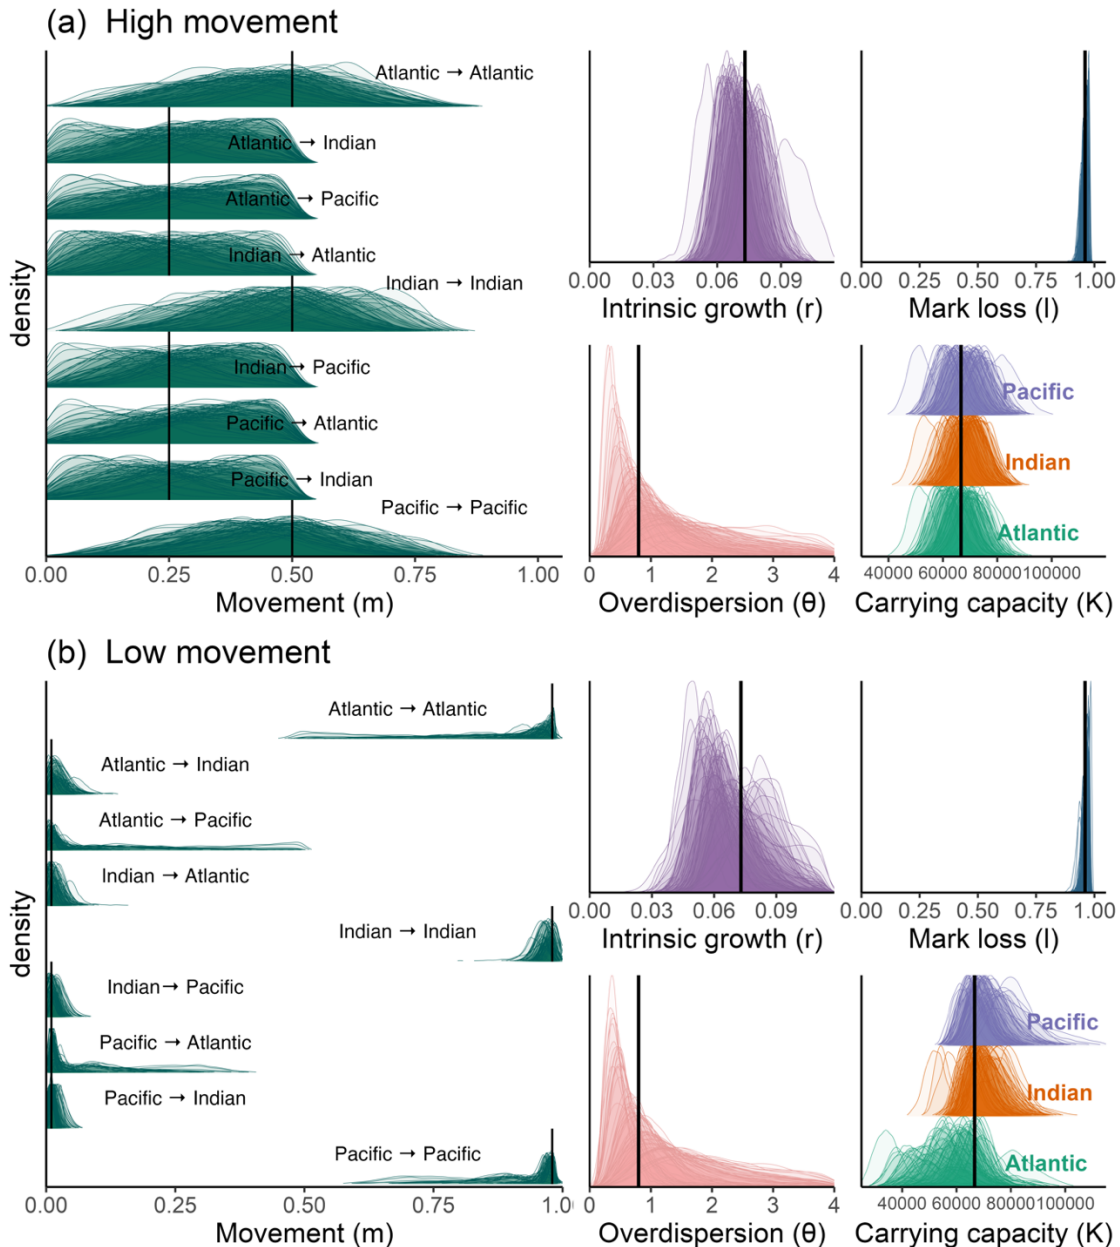 (a) High movement
density
Atlantic → Atlantic
Atlantic → Indian
Atlantic → Pacific
Indian → Atlantic
Indian → Indian
Indian → Pacific
Pacific → Atlantic
Pacific → Indian
Pacific → Pacific
0.00 0.25 0.50 0.75 1.00
Movement (m)
0.00 0.03 0.06 0.09
Intrinsic growth (r)
0.00 0.25 0.50 0.75 1.00
Mark loss (l)
0 1 2 3 4
Overdispersion (θ)
Pacific
Indian
Atlantic
40000 60000 80000 100000
Carrying capacity (K)
(b) Low movement
density
Atlantic → Atlantic
Atlantic → Indian
Atlantic → Pacific
Indian → Atlantic
Indian → Indian
Indian → Pacific
Pacific → Atlantic
Pacific → Indian
Pacific → Pacific
0.00 0.25 0.50 0.75 1.0
Movement (m)
0.00 0.03 0.06 0.09
Intrinsic growth (r)
0.00 0.25 0.50 0.75 1.00
Mark loss (l)
0 1 2 3 4
Overdispersion (θ)
Pacific
Indian
Atlantic
40000 60000 80000 100000
Carrying capacity (K)